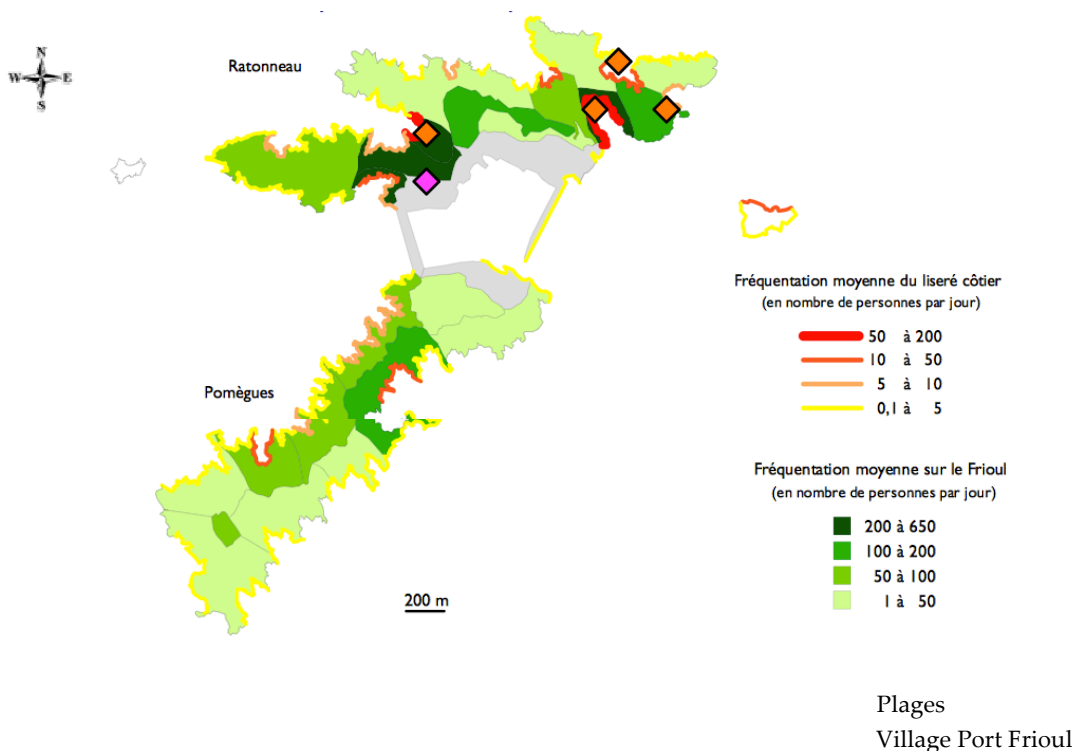 N
W E
S
Ratonneau
Pomègues
200 m
Fréquentation moyenne du liseré côtier
(en nombre de personnes par jour)
50 à 200
10 à 50
5 à 10
0,1 à 5
Fréquentation moyenne sur le Frioul
(en nombre de personnes par jour)
200 à 650
100 à 200
50 à 100
1 à 50
Plages
Village Port Frioul